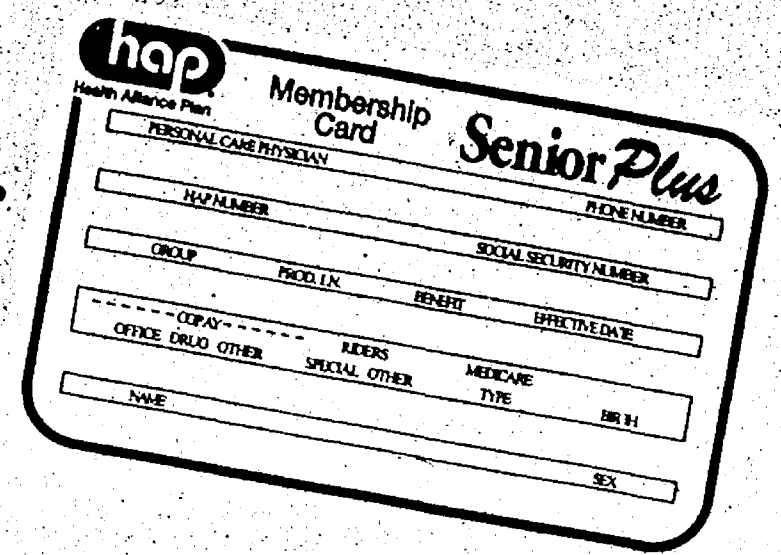 hap
Health Alliance Plan
Membership
Card
Senior Plus
PERSONAL CARE PHYSICIAN PHONE NUMBER
HAP NUMBER SOCIAL SECURITY NUMBER
GROUP PROD. I.N. BENEFIT EFFECTIVE DATE
-----COPAY----- RIDERS MEDICARE
OFFICE DRUG OTHER SPECIAL OTHER TYPE BIRTH
NAME SEX